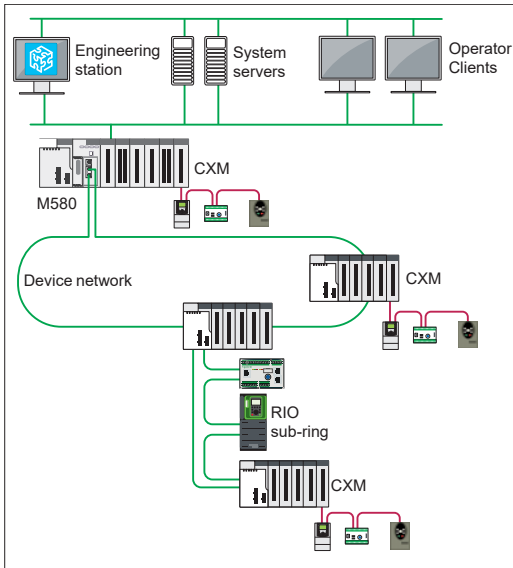 Engineering
station
System
servers
Operator
Clients
CXM
M580
Device network
CXM
RIO
sub-ring
CXM